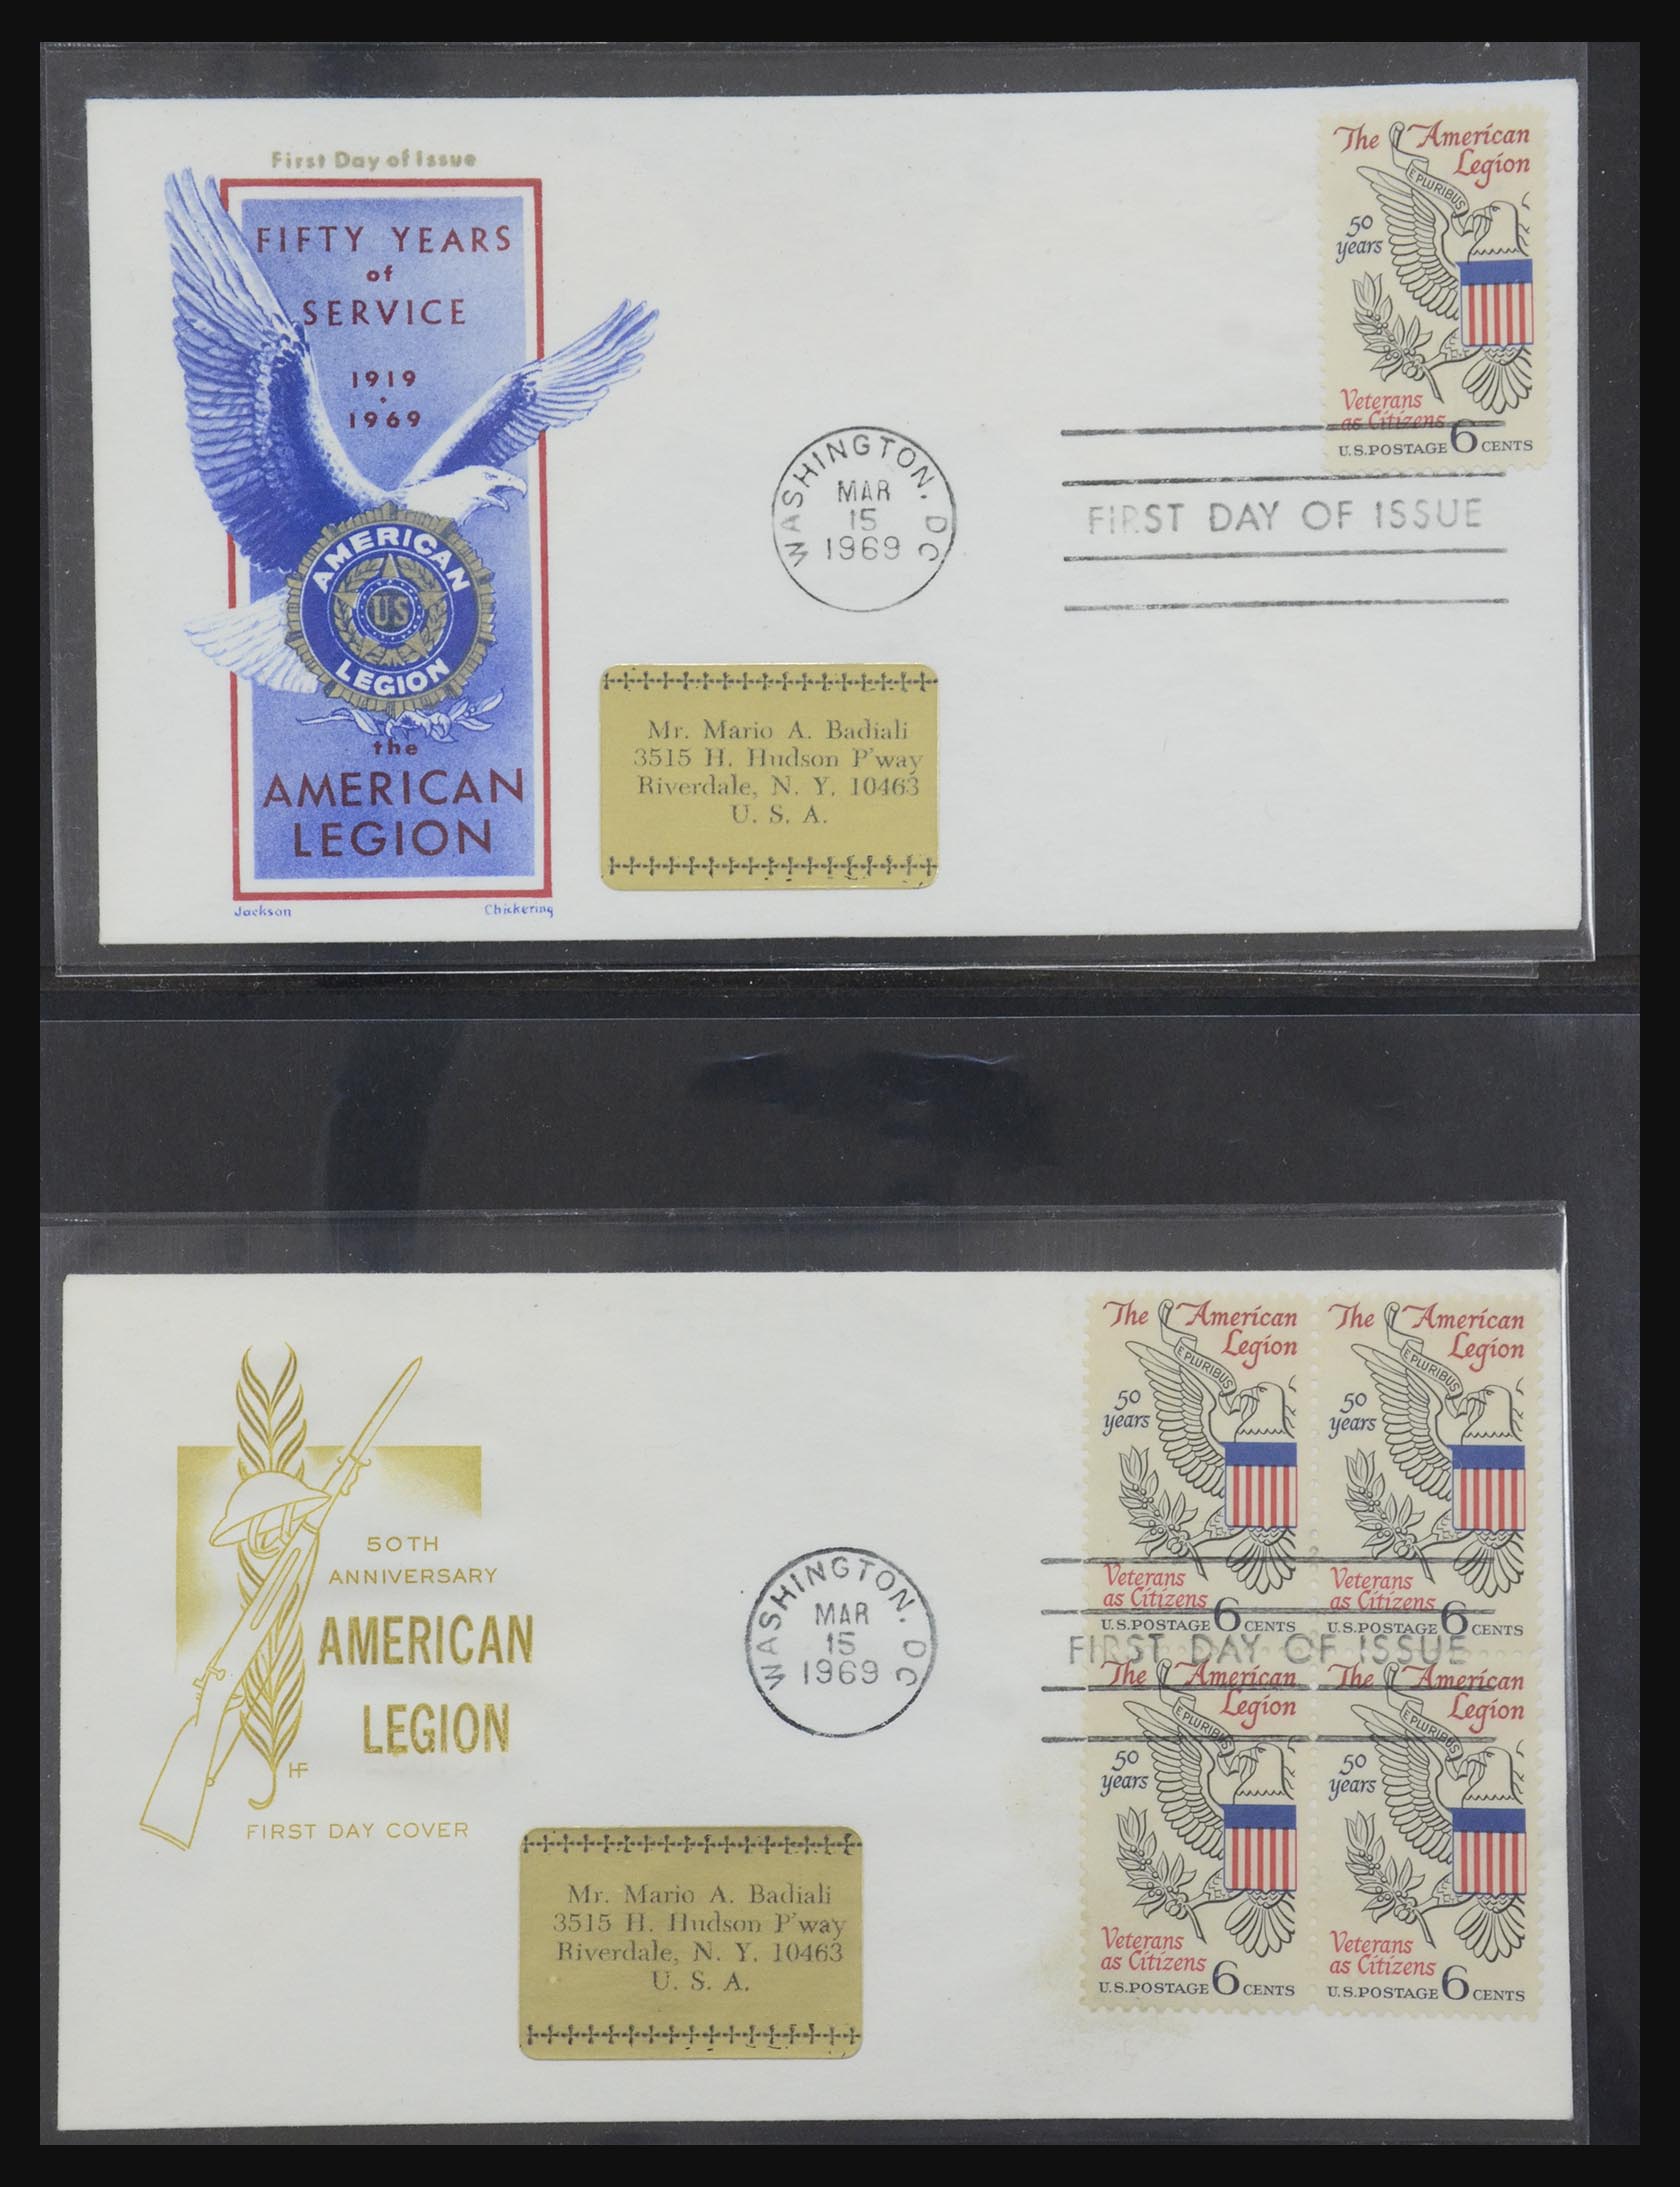 First Day of Issue
FIFTY YEARS
of
SERVICE
1919
1969
AMERICAN
U.S
LEGION
the
AMERICAN
LEGION
Jackson
Chickering
WASHINGTON, DC
MAR
15
1969
The American
Legion
E PLURIBUS
50
years
Veterans
as Citizens
U.S.POSTAGE 6 CENTS
FIRST DAY OF ISSUE
Mr. Mario A. Badiali
3515 H. Hudson P'way
Riverdale, N. Y. 10463
U. S. A.
50TH
ANNIVERSARY
AMERICAN
LEGION
HF
FIRST DAY COVER
WASHINGTON, DC
MAR
15
1969
The American
Legion
E PLURIBUS
50
years
Veterans
as Citizens
U.S.POSTAGE 6 CENTS
The American
Legion
E PLURIBUS
50
years
Veterans
as Citizens
U.S.POSTAGE 6 CENTS
FIRST DAY OF ISSUE
The American
Legion
E PLURIBUS
50
years
Veterans
as Citizens
U.S.POSTAGE 6 CENTS
The American
Legion
E PLURIBUS
50
years
Veterans
as Citizens
U.S.POSTAGE 6 CENTS
Mr. Mario A. Badiali
3515 H. Hudson P'way
Riverdale, N. Y. 10463
U. S. A.